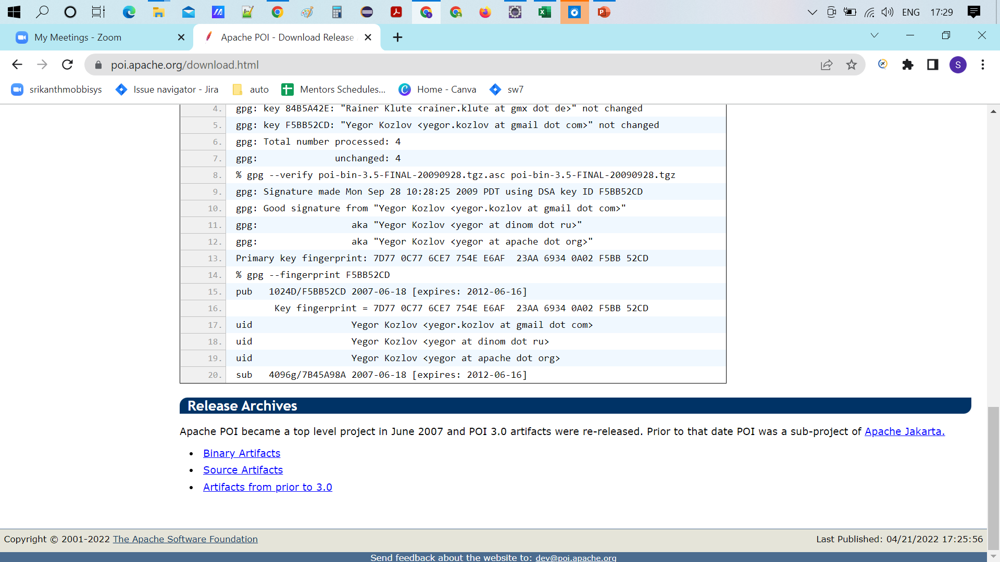 ENG 17:29
My Meetings - Zoom
Apache POI - Download Release
poi.apache.org/download.html
S
srikanthmobbisys Issue navigator - Jira auto Mentors Schedules... Home - Canva sw7
4. gpg: key 84B5A42E: "Rainer Klute <rainer.klute at gmx dot de>" not changed
5. gpg: key F5BB52CD: "Yegor Kozlov <yegor.kozlov at gmail dot com>" not changed
6. gpg: Total number processed: 4
7. gpg:              unchanged: 4
8. % gpg --verify poi-bin-3.5-FINAL-20090928.tgz.asc poi-bin-3.5-FINAL-20090928.tgz
9. gpg: Signature made Mon Sep 28 10:28:25 2009 PDT using DSA key ID F5BB52CD
10. gpg: Good signature from "Yegor Kozlov <yegor.kozlov at gmail dot com>"
11. gpg:                 aka "Yegor Kozlov <yegor at dinom dot ru>"
12. gpg:                 aka "Yegor Kozlov <yegor at apache dot org>"
13. Primary key fingerprint: 7D77 0C77 6CE7 754E E6AF  23AA 6934 0A02 F5BB 52CD
14. % gpg --fingerprint F5BB52CD
15. pub   1024D/F5BB52CD 2007-06-18 [expires: 2012-06-16]
16.        Key fingerprint = 7D77 0C77 6CE7 754E E6AF  23AA 6934 0A02 F5BB 52CD
17. uid                  Yegor Kozlov <yegor.kozlov at gmail dot com>
18. uid                  Yegor Kozlov <yegor at dinom dot ru>
19. uid                  Yegor Kozlov <yegor at apache dot org>
20. sub   4096g/7B45A98A 2007-06-18 [expires: 2012-06-16]
Release Archives
Apache POI became a top level project in June 2007 and POI 3.0 artifacts were re-released. Prior to that date POI was a sub-project of Apache Jakarta.
• Binary Artifacts
• Source Artifacts
• Artifacts from prior to 3.0
Copyright © 2001-2022 The Apache Software Foundation
Last Published: 04/21/2022 17:25:56
Send feedback about the website to: dev@poi.apache.org